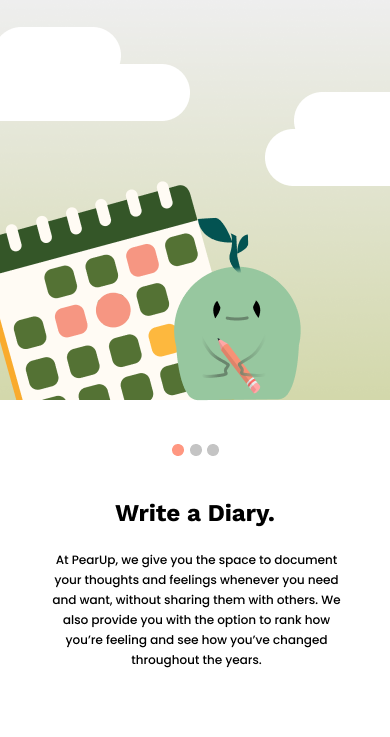 Write a Diary.
At PearUp, we give you the space to document
your thoughts and feelings whenever you need
and want, without sharing them with others. We
also provide you with the option to rank how
you’re feeling and see how you’ve changed
throughout the years.